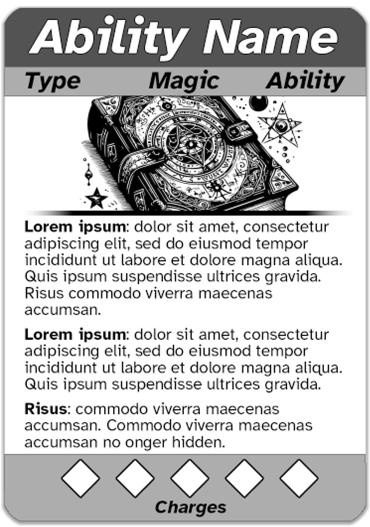 Ability Name
Type Magic Ability
Lorem ipsum: dolor sit amet, consectetur
adipiscing elit, sed do eiusmod tempor
incididunt ut labore et dolore magna aliqua.
Quis ipsum suspendisse ultrices gravida.
Risus commodo viverra maecenas
accumsan.
Lorem ipsum: dolor sit amet, consectetur
adipiscing elit, sed do eiusmod tempor
incididunt ut labore et dolore magna aliqua.
Quis ipsum suspendisse ultrices gravida.
Risus: commodo viverra maecenas
accumsan. Commodo viverra maecenas
accumsan no onger hidden.
Charges